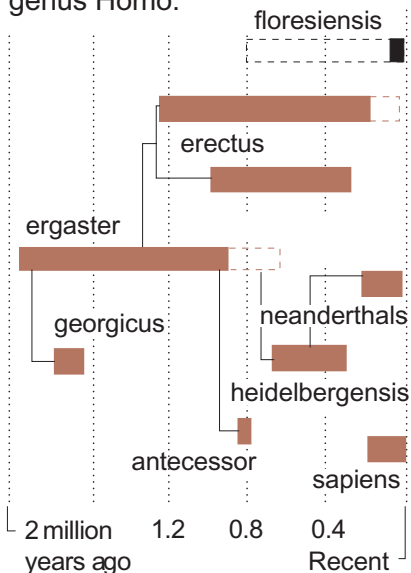 genus Homo.
floresiensis
erectus
ergaster
neanderthals
georgicus
heidelbergensis
antecessor
sapiens
2 million 1.2 0.8 0.4
years ago Recent